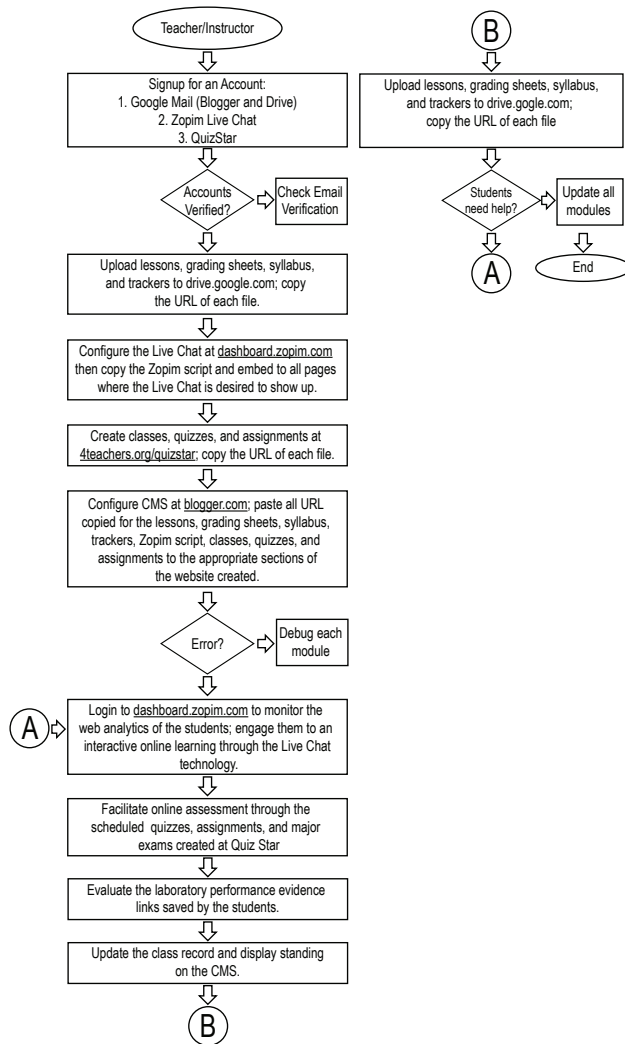 Teacher/Instructor
Signup for an Account:
1. Google Mail (Blogger and Drive)
2. Zopim Live Chat
3. QuizStar
Accounts
Verified?
Check Email
Verification
Upload lessons, grading sheets, syllabus,
and trackers to drive.google.com; copy
the URL of each file.
Configure the Live Chat at dashboard.zopim.com
then copy the Zopim script and embed to all pages
where the Live Chat is desired to show up.
Create classes, quizzes, and assignments at
4teachers.org/quizstar; copy the URL of each file.
Configure CMS at blogger.com; paste all URL
copied for the lessons, grading sheets, syllabus,
trackers, Zopim script, classes, quizzes, and
assignments to the appropriate sections of
the website created.
Error?
Debug each
module
A
Login to dashboard.zopim.com to monitor the
web analytics of the students; engage them to an
interactive online learning through the Live Chat
technology.
Facilitate online assessment through the
scheduled quizzes, assignments, and major
exams created at Quiz Star
Evaluate the laboratory performance evidence
links saved by the students.
Update the class record and display standing
on the CMS.
B
B
Upload lessons, grading sheets, syllabus,
and trackers to drive.gogle.com;
copy the URL of each file
Students
need help?
Update all
modules
A
End